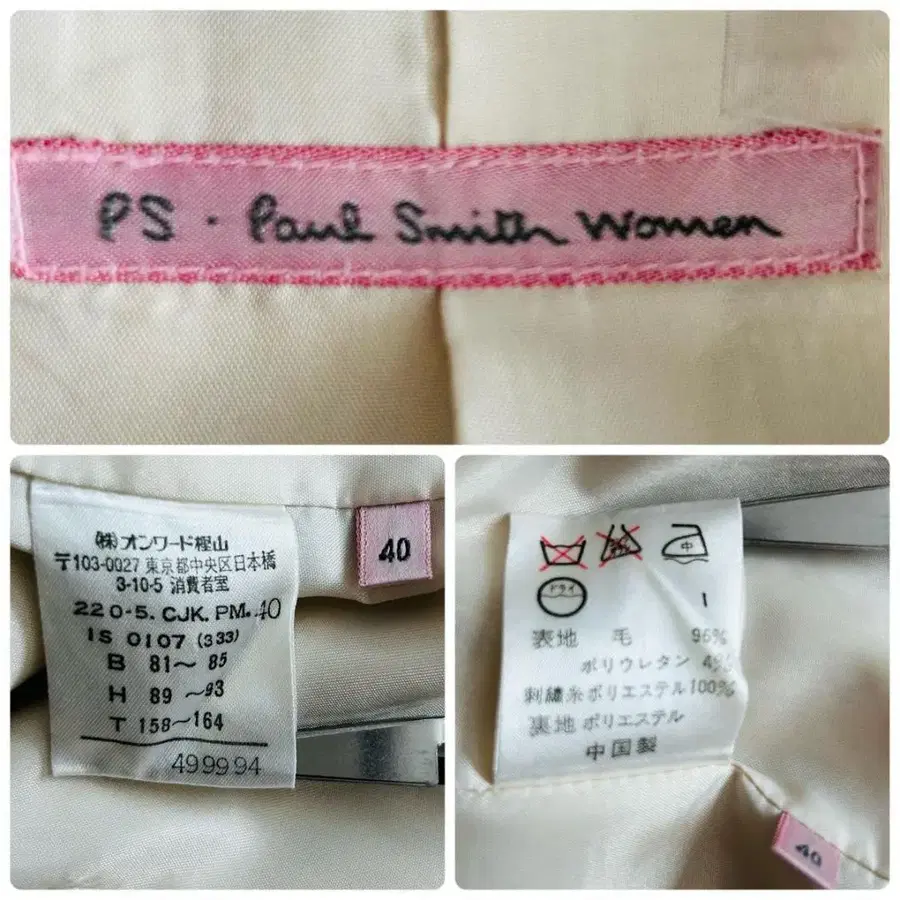 PS · Paul Smith Women
(株)オンワード樫山
〒103-0027 東京都中央区日本橋
3-10-5 消費者室
220-5. CJK. PM. 40
IS 0107 (333)
B 81～85
H 89～93
T 158～164
499994
40
中
ドライ
1
表地 毛 96%
ポリウレタン 4%
刺繍糸ポリエステル100%
裏地 ポリエステル
中国製
40